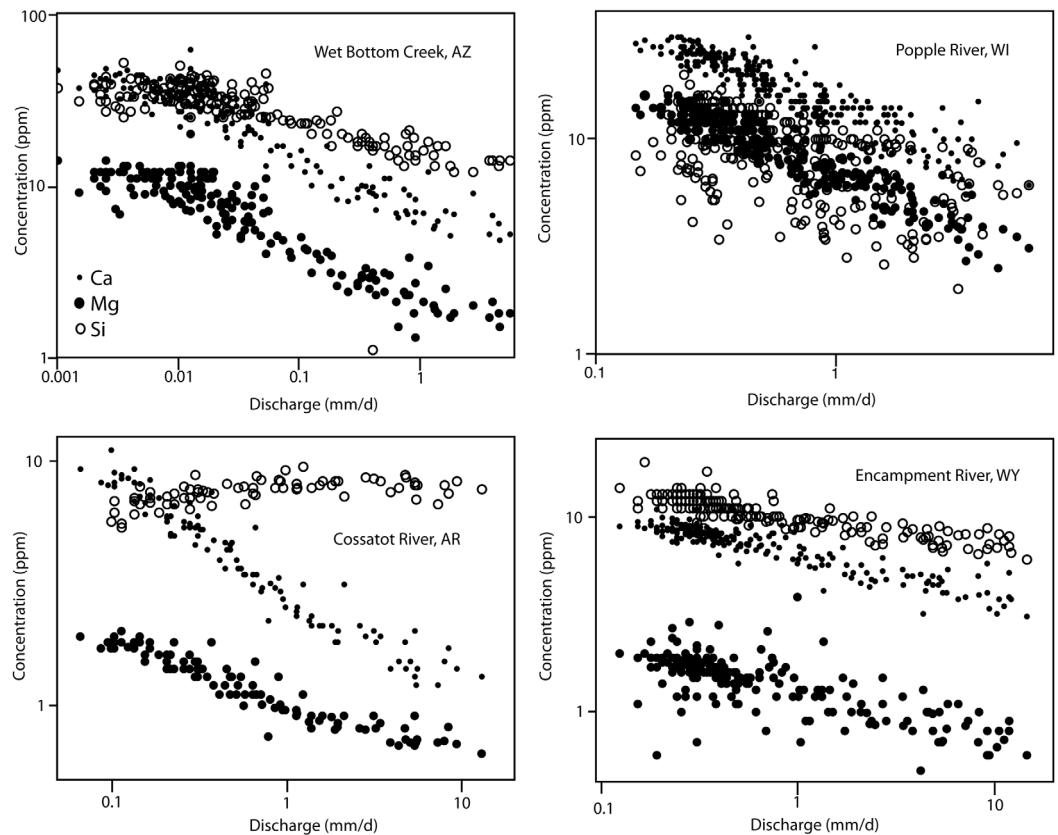 100
Wet Bottom Creek, AZ
Concentration (ppm)
10
Ca
Mg
Si
1
0.001
0.01
0.1
1
Discharge (mm/d)
Popple River, WI
Concentration (ppm)
10
1
0.1
1
Discharge (mm/d)
10
Cossatot River, AR
Concentration (ppm)
1
0.1
1
10
Discharge (mm/d)
Encampment River, WY
Concentration (ppm)
10
1
0.1
1
10
Discharge (mm/d)